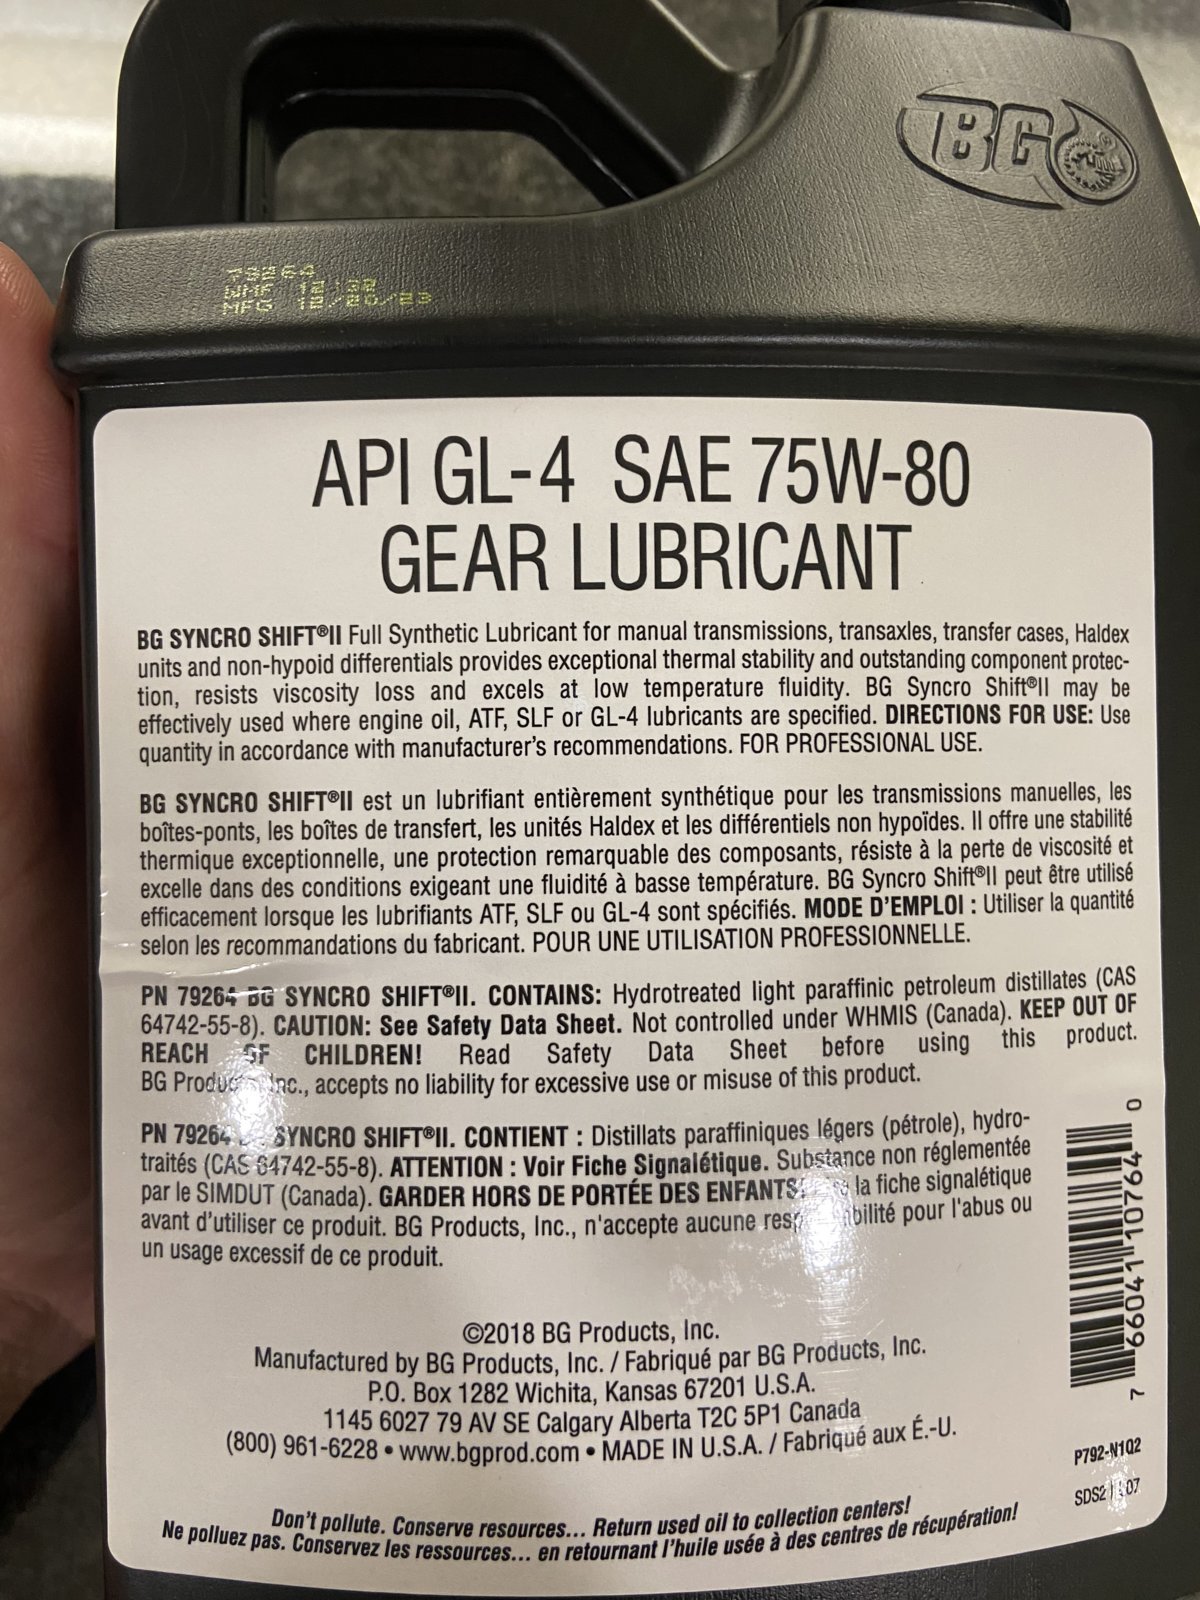 BG
79264
WMF 12:32
MFG 12/20/23
API GL-4 SAE 75W-80
GEAR LUBRICANT
BG SYNCRO SHIFT®II Full Synthetic Lubricant for manual transmissions, transaxles, transfer cases, Haldex
units and non-hypoid differentials provides exceptional thermal stability and outstanding component protec-
tion, resists viscosity loss and excels at low temperature fluidity. BG Syncro Shift®II may be
effectively used where engine oil, ATF, SLF or GL-4 lubricants are specified. DIRECTIONS FOR USE: Use
quantity in accordance with manufacturer's recommendations. FOR PROFESSIONAL USE.
BG SYNCRO SHIFT®II est un lubrifiant entièrement synthétique pour les transmissions manuelles, les
boîtes-ponts, les boîtes de transfert, les unités Haldex et les différentiels non hypoïdes. Il offre une stabilité
thermique exceptionnelle, une protection remarquable des composants, résiste à la perte de viscosité et
excelle dans des conditions exigeant une fluidité à basse température. BG Syncro Shift®II peut être utilisé
efficacement lorsque les lubrifiants ATF, SLF ou GL-4 sont spécifiés. MODE D'EMPLOI : Utiliser la quantité
selon les recommandations du fabricant. POUR UNE UTILISATION PROFESSIONNELLE.
PN 79264 BG SYNCRO SHIFT®II. CONTAINS: Hydrotreated light paraffinic petroleum distillates (CAS
64742-55-8). CAUTION: See Safety Data Sheet. Not controlled under WHMIS (Canada). KEEP OUT OF
REACH OF CHILDREN! Read Safety Data Sheet before using this product.
BG Products, Inc., accepts no liability for excessive use or misuse of this product.
PN 79264 SYNCRO SHIFT®II. CONTIENT : Distillats paraffiniques légers (pétrole), hydro-
traités (CAS 64742-55-8). ATTENTION : Voir Fiche Signalétique. Substance non réglementée
par le SIMDUT (Canada). GARDER HORS DE PORTÉE DES ENFANTS! la fiche signalétique
avant d'utiliser ce produit. BG Products, Inc., n'accepte aucune responsabilité pour l'abus ou
un usage excessif de ce produit.
©2018 BG Products, Inc.
Manufactured by BG Products, Inc. / Fabriqué par BG Products, Inc.
P.O. Box 1282 Wichita, Kansas 67201 U.S.A.
1145 6027 79 AV SE Calgary Alberta T2C 5P1 Canada
(800) 961-6228 • www.bgprod.com • MADE IN U.S.A. / Fabriqué aux É.-U.
Don't pollute. Conserve resources... Return used oil to collection centers!
Ne polluez pas. Conservez les ressources... en retournant l'huile usée à des centres de récupération!
7 66041 10764 0
P792-N1Q2